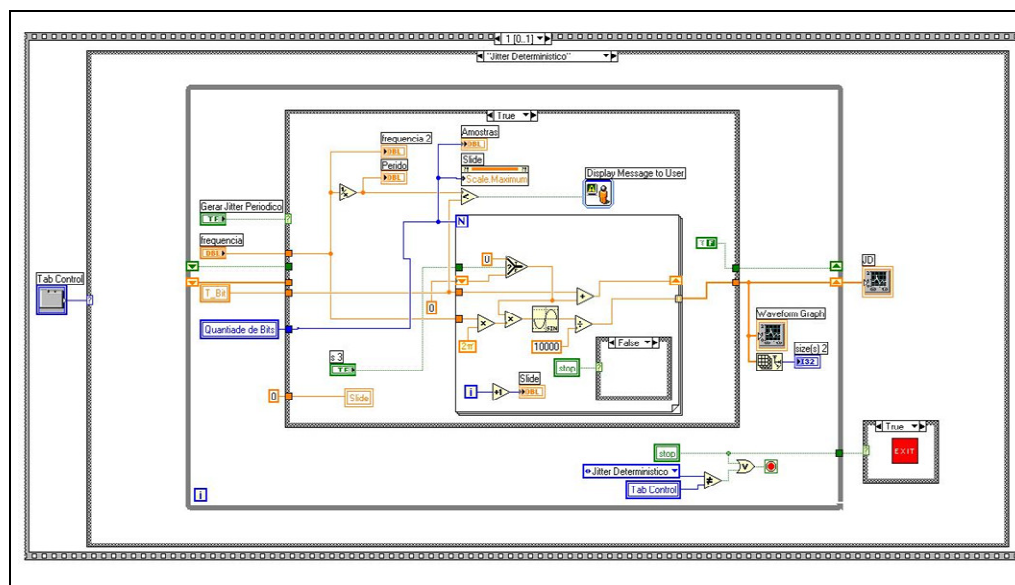 1 [0..1]
"Jitter Deterministico"
True
frequencia 2
DBL
Perido
DBL
Amostras
DBL
Slide
Scale.Maximum
Display Message to User
Gerar Jitter Periodico
TF
frequencia
DBL
Tab Control
T_Bit
Quantiade de Bits
s 3
TF
0
Slide
N
0
2π
SIN
10000
False
stop
i
+1
Slide
DBL
T F
JD
Waveform Graph
size(s) 2
I32
stop
Jitter Deterministico
Tab Control
V
True
EXIT
i